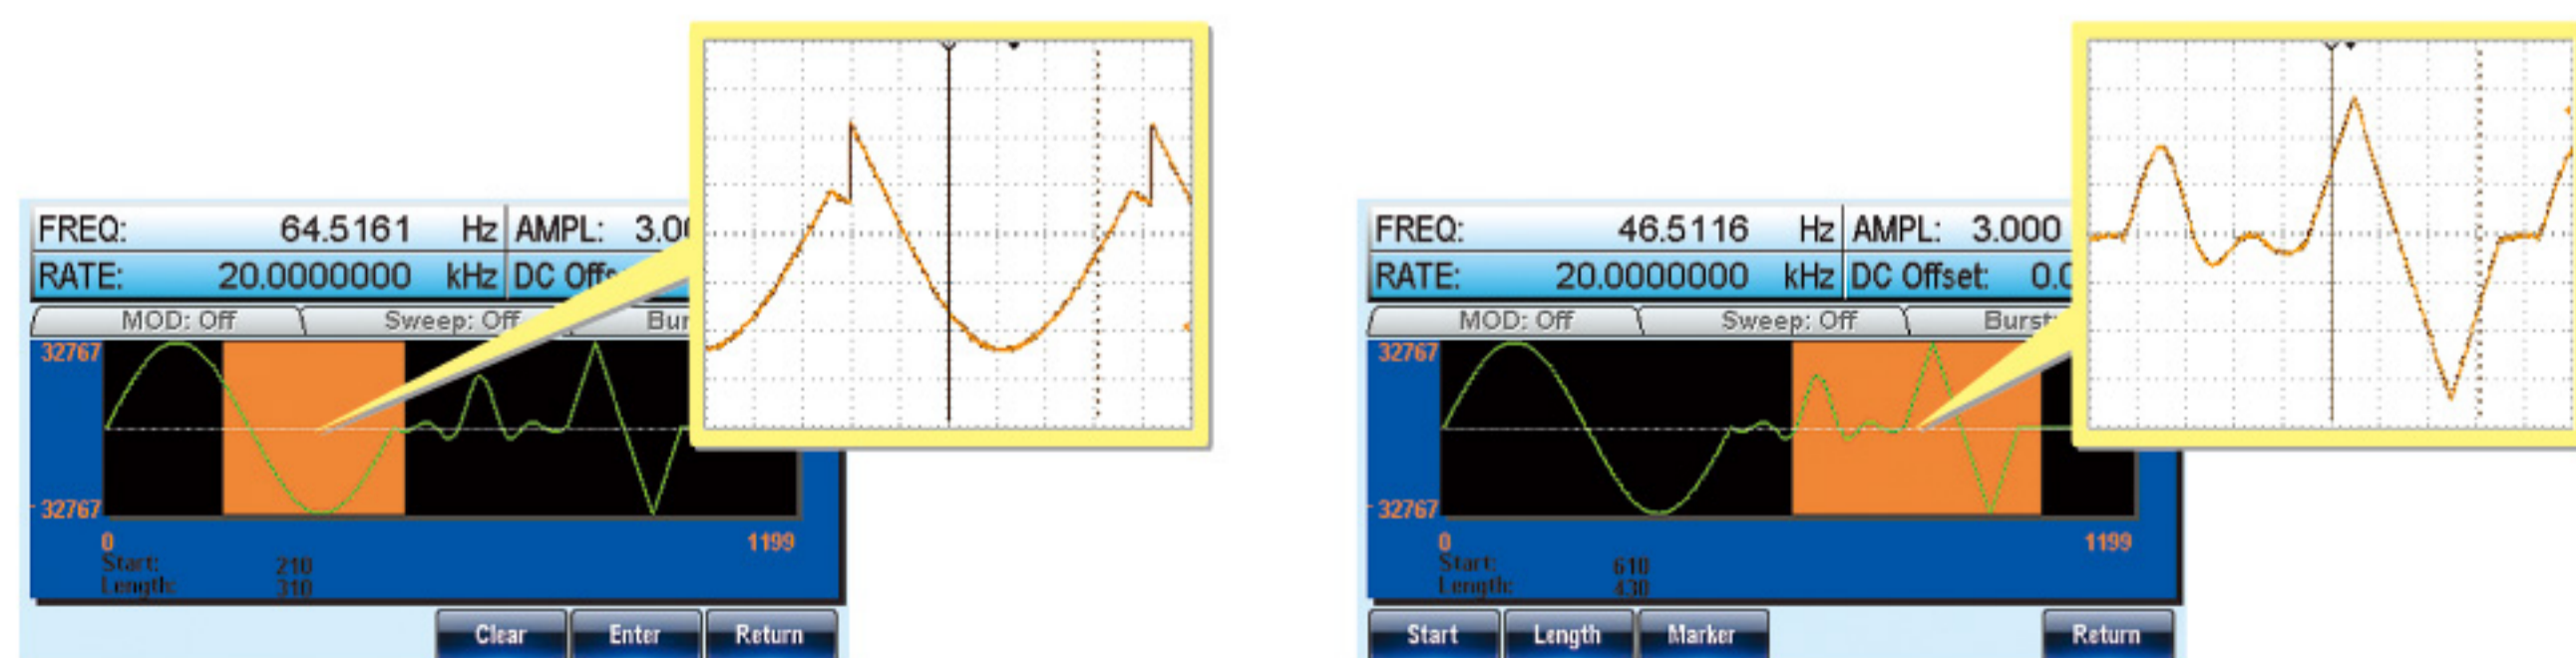 FREQ: 64.5161 Hz AMPL: 3.00
RATE: 20.0000000 kHz DC Offs
MOD: Off Sweep: Off Bur
32767
- 32767
0 1199
Start: 210
Length: 310
Clear Enter Return
FREQ: 46.5116 Hz AMPL: 3.000
RATE: 20.0000000 kHz DC Offset: 0.0
MOD: Off Sweep: Off Burst:
32767
- 32767
0 1199
Start: 610
Length: 430
Start Length Marker Return